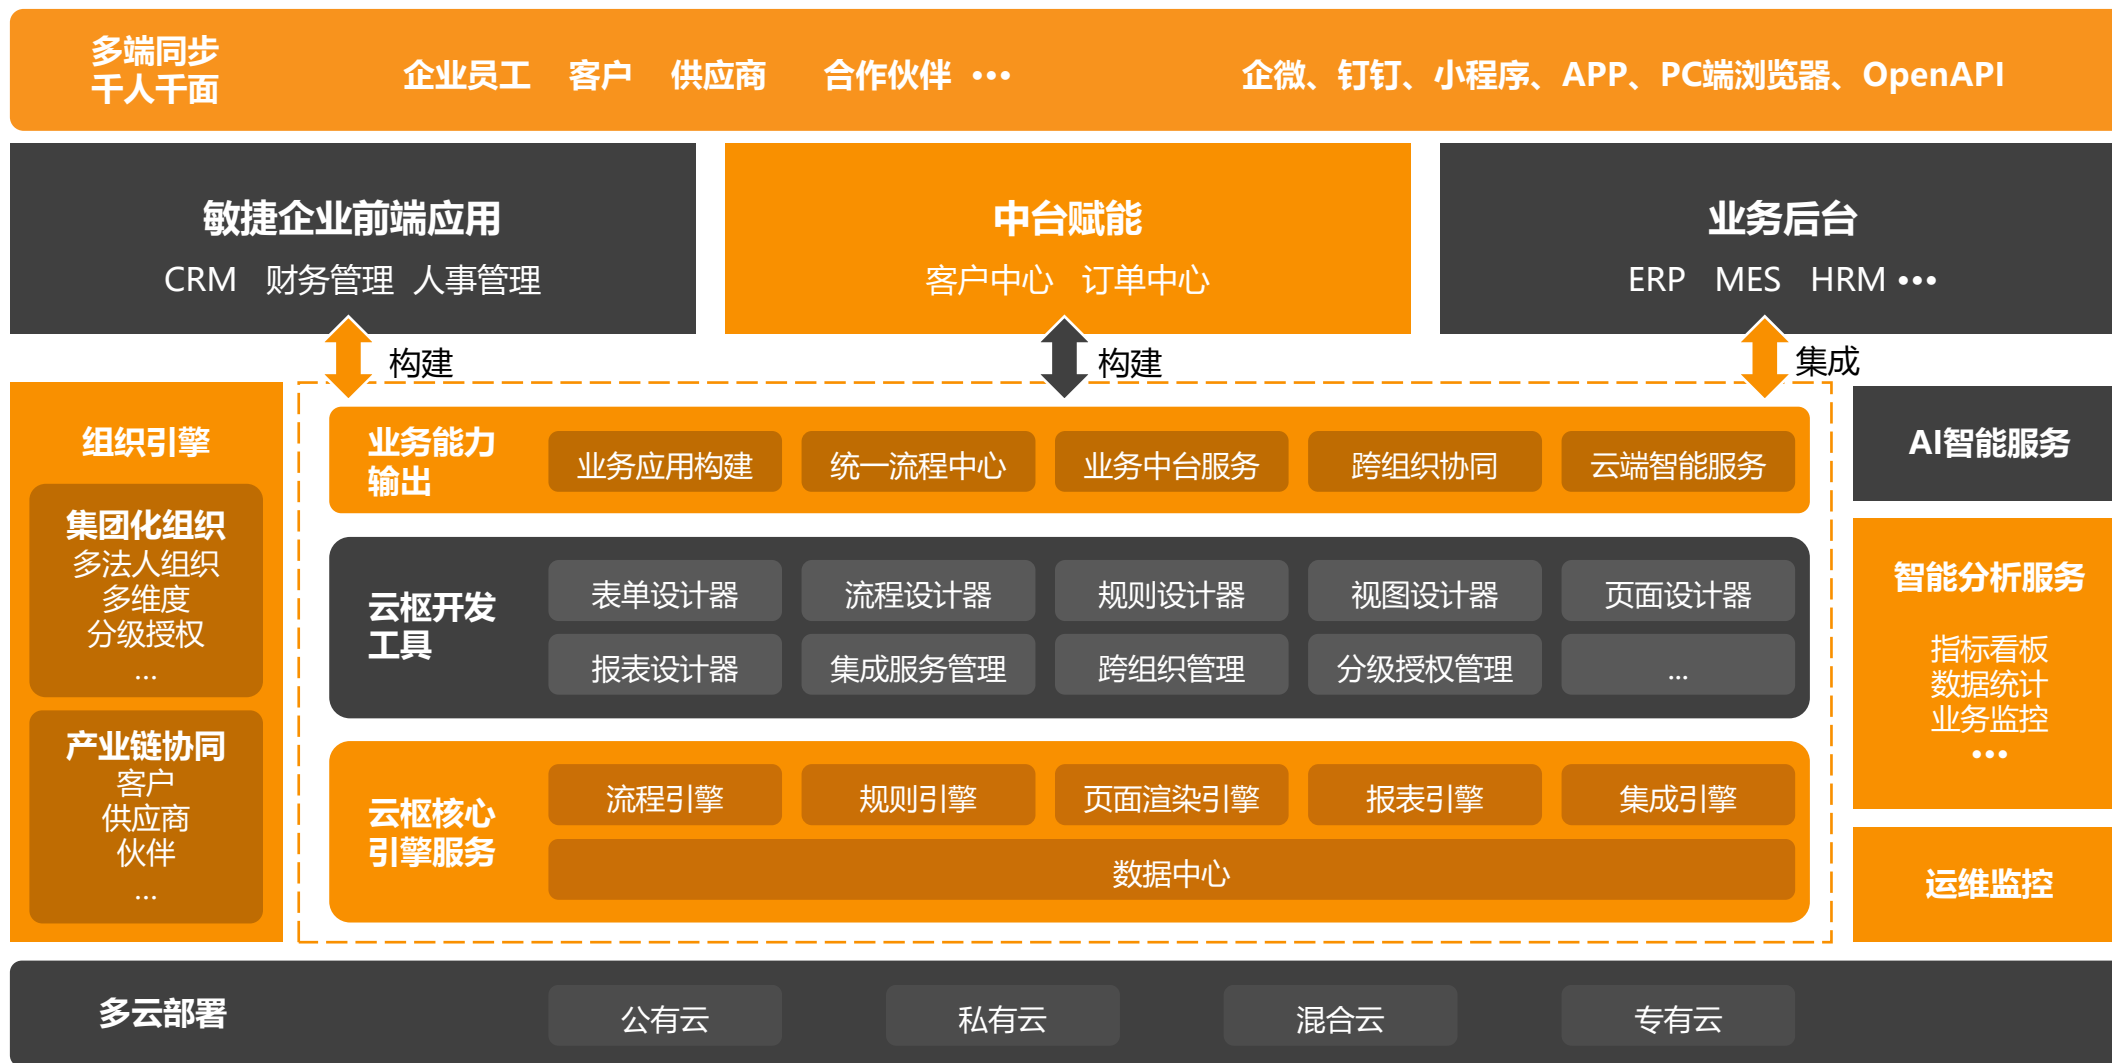 多端同步
千人千面
企业员工 客户 供应商 合作伙伴 •••
企微、钉钉、小程序、APP、PC端浏览器、OpenAPI
敏捷企业前端应用
CRM 财务管理 人事管理
中台赋能
客户中心 订单中心
业务后台
ERP MES HRM •••
构建
构建
集成
组织引擎
集团化组织
多法人组织
多维度
分级授权
...
产业链协同
客户
供应商
伙伴
...
业务能力
输出
业务应用构建
统一流程中心
业务中台服务
跨组织协同
云端智能服务
云枢开发
工具
表单设计器
流程设计器
规则设计器
视图设计器
页面设计器
报表设计器
集成服务管理
跨组织管理
分级授权管理
...
云枢核心
引擎服务
流程引擎
规则引擎
页面渲染引擎
报表引擎
集成引擎
数据中心
AI智能服务
智能分析服务
指标看板
数据统计
业务监控
•••
运维监控
多云部署
公有云
私有云
混合云
专有云